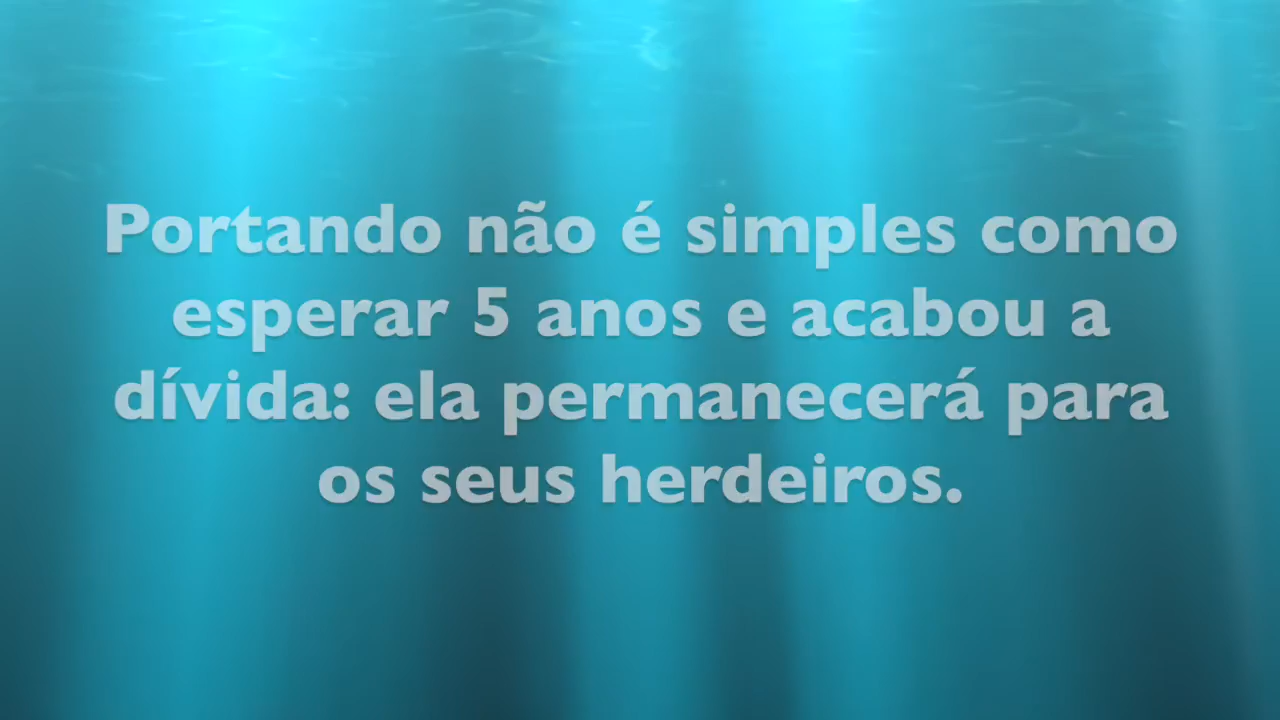 Portando não é simples como
esperar 5 anos e acabou a
dívida: ela permanecerá para
os seus herdeiros.